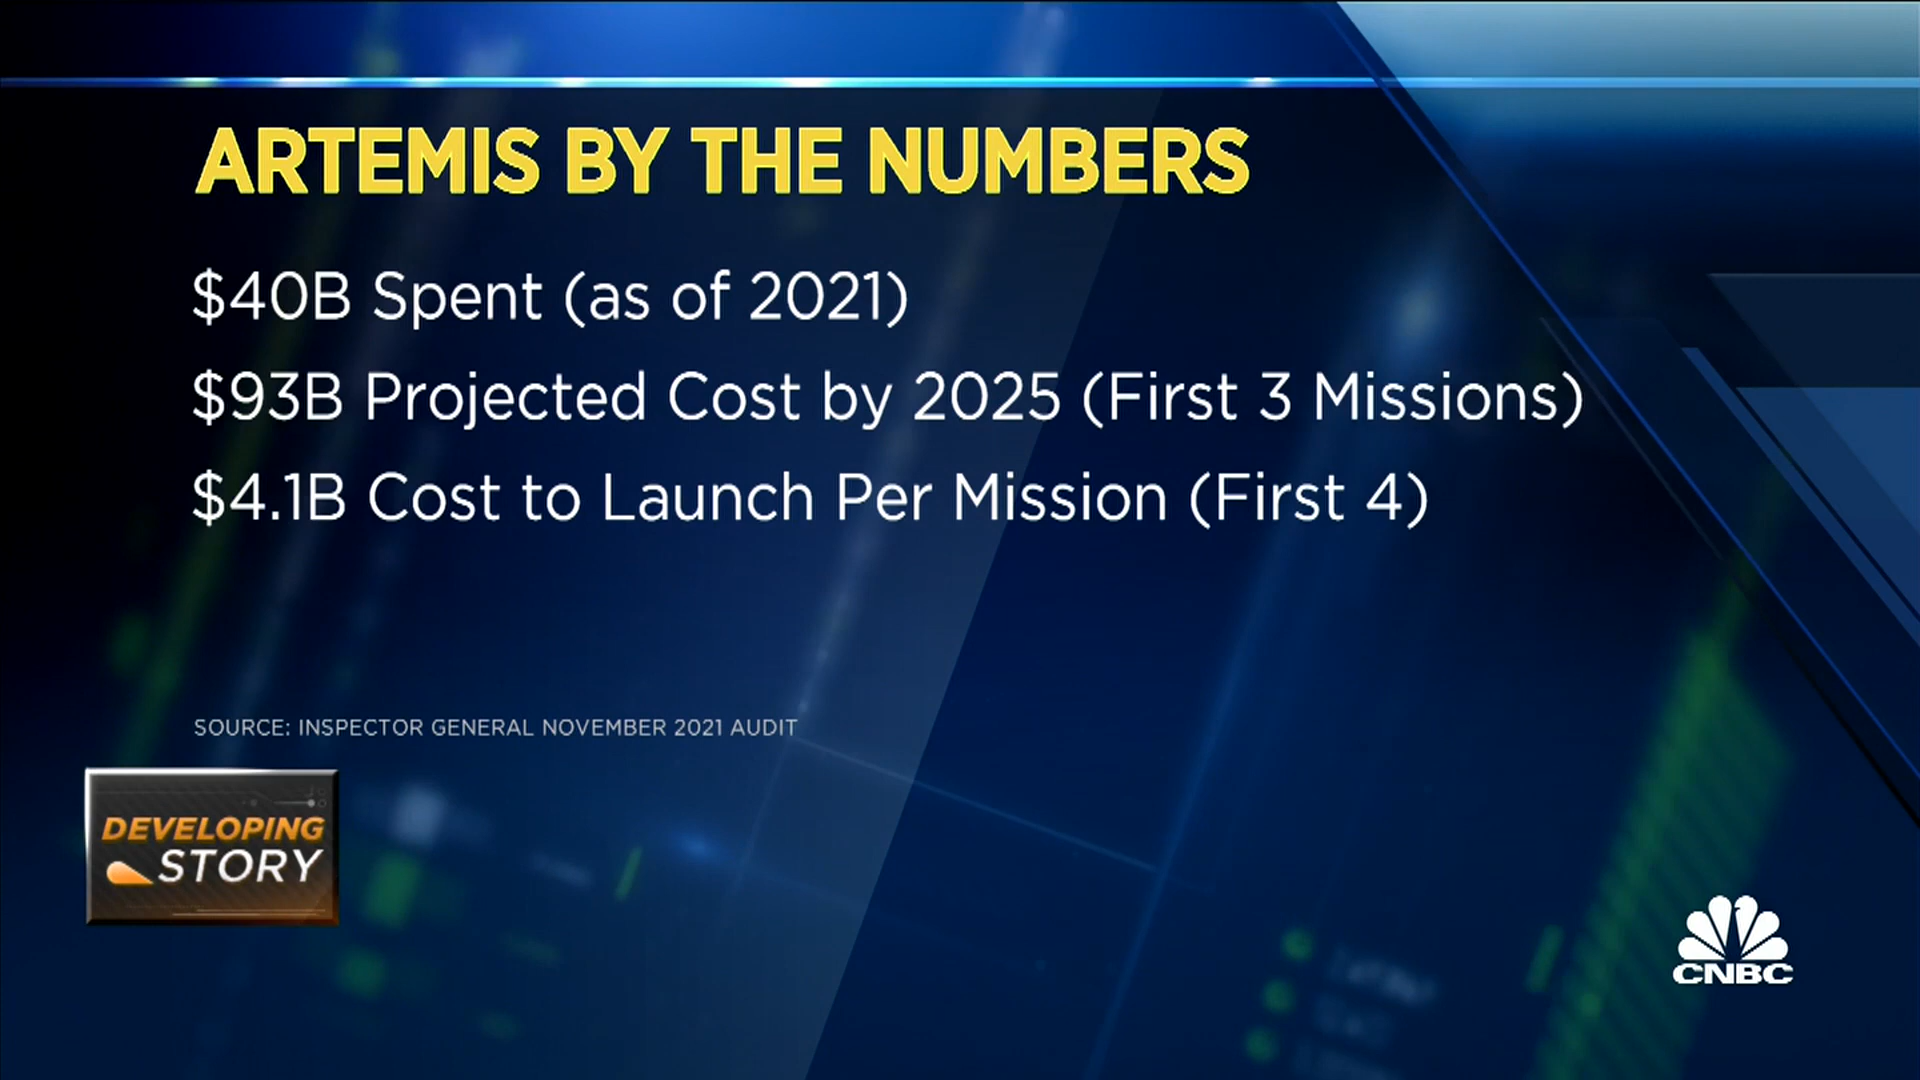 ARTEMIS BY THE NUMBERS
$40B Spent (as of 2021)
$93B Projected Cost by 2025 (First 3 Missions)
$4.1B Cost to Launch Per Mission (First 4)
SOURCE: INSPECTOR GENERAL NOVEMBER 2021 AUDIT
DEVELOPING
STORY
CNBC